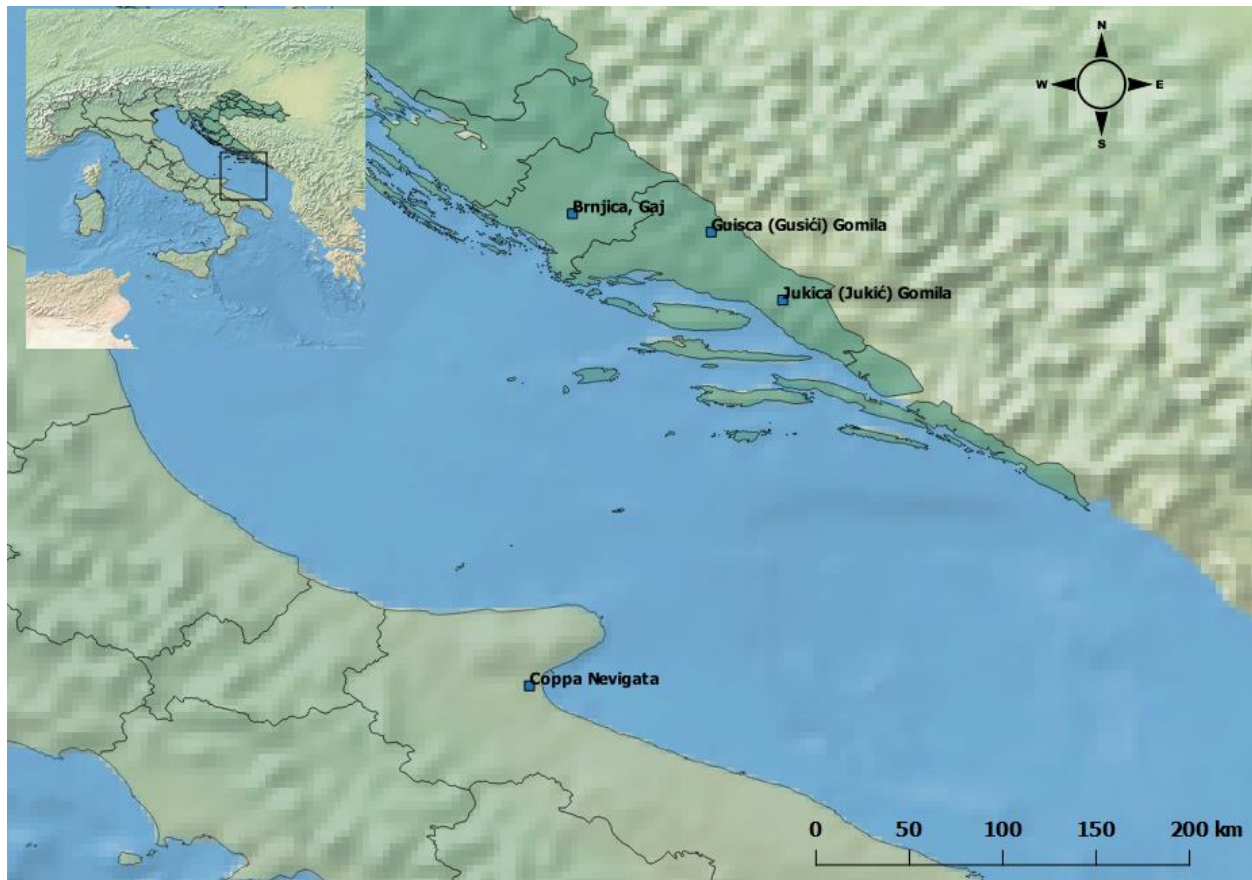 N
W E
S
Brnjica, Gaj
Guisca (Gusići) Gomila
Jukica (Jukić) Gomila
Coppa Nevigata
0 50 100 150 200 km